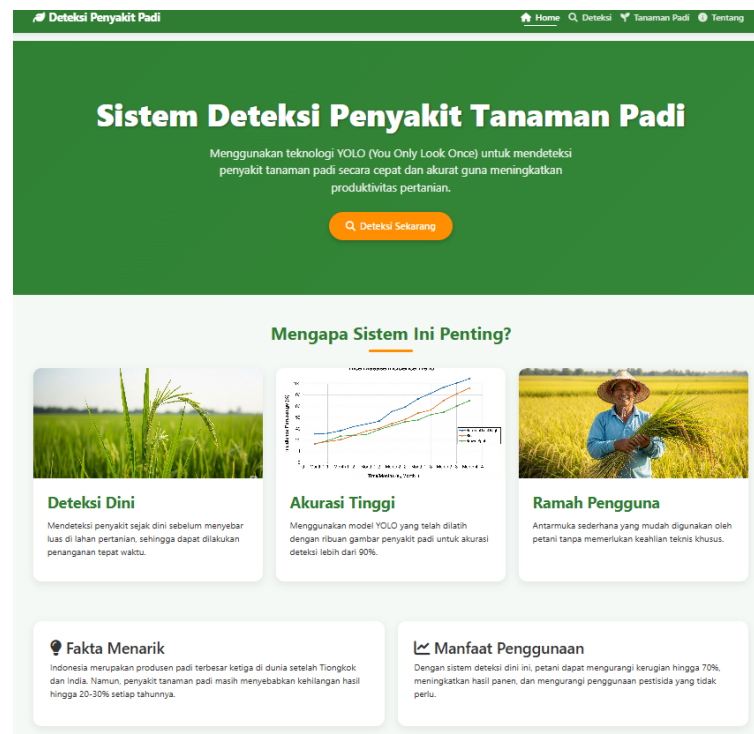 Deteksi Penyakit Padi
Home Deteksi Tanaman Padi Tentang
Sistem Deteksi Penyakit Tanaman Padi
Menggunakan teknologi YOLO (You Only Look Once) untuk mendeteksi
penyakit tanaman padi secara cepat dan akurat guna meningkatkan
produktivitas pertanian.
Deteksi Sekarang
Mengapa Sistem Ini Penting?
Deteksi Dini
Mendeteksi penyakit sejak dini sebelum menyebar
luas di lahan pertanian, sehingga dapat dilakukan
penanganan tepat waktu.
Akurasi Tinggi
Menggunakan model YOLO yang telah dilatih
dengan ribuan gambar penyakit padi untuk akurasi
deteksi lebih dari 90%.
Ramah Pengguna
Antarmuka sederhana yang mudah digunakan oleh
petani tanpa memerlukan keahlian teknis khusus.
Fakta Menarik
Indonesia merupakan produsen padi terbesar ketiga di dunia setelah Tiongkok
dan India. Namun, penyakit tanaman padi masih menyebabkan kehilangan hasil
hingga 20-30% setiap tahunnya.
Manfaat Penggunaan
Dengan sistem deteksi dini ini, petani dapat mengurangi kerugian hingga 70%,
meningkatkan hasil panen, dan mengurangi penggunaan pestisida yang tidak
perlu.